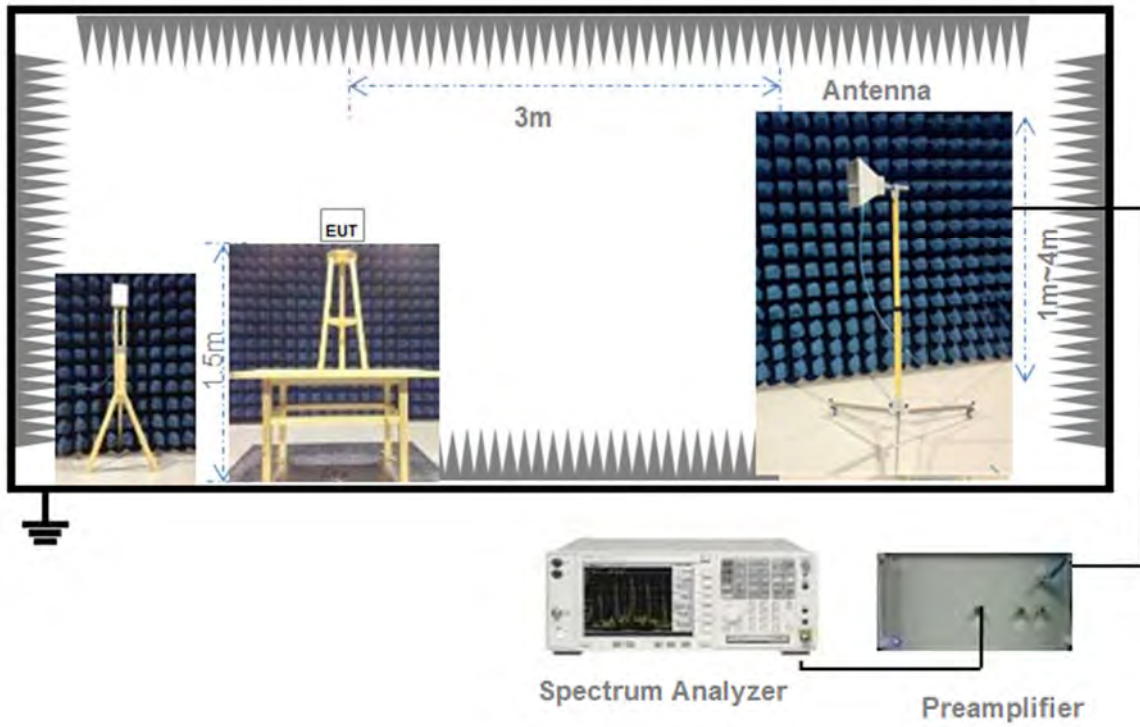 Antenna
3m
EUT
1.5m
1m~4m
Spectrum Analyzer
Preamplifier